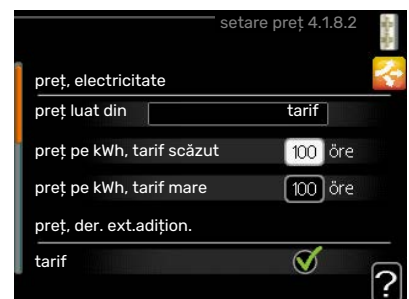 setare preț 4.1.8.2
preț, electricitate
preț luat din tarif
preț pe kWh, tarif scăzut 100 öre
preț pe kWh, tarif mare 100 öre
preț, der. ext.adițion.
tarif
?